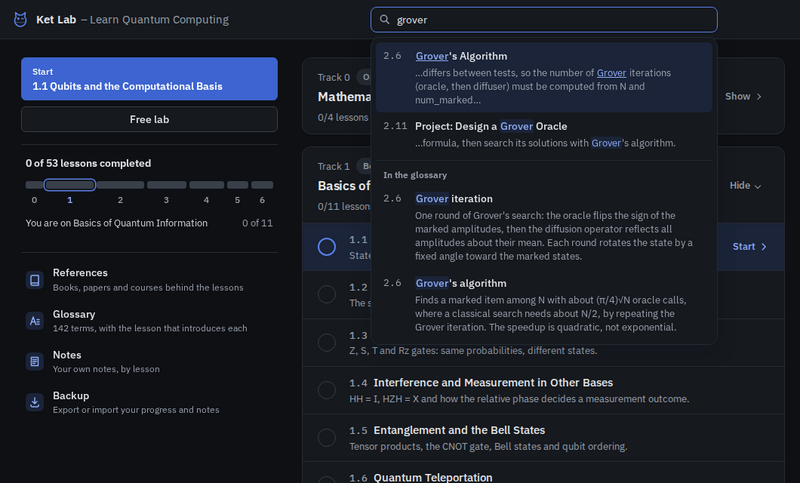 Ket Lab – Learn Quantum Computing
grover
Start
1.1 Qubits and the Computational Basis
Free lab
0 of 53 lessons completed
0 1 2 3 4 5 6
You are on Basics of Quantum Information 0 of 11
References
Books, papers and courses behind the lessons
Glossary
142 terms, with the lesson that introduces each
Notes
Your own notes, by lesson
Backup
Export or import your progress and notes
2.6 Grover's Algorithm
...differs between tests, so the number of Grover iterations
(oracle, then diffuser) must be computed from N and
num_marked...
2.11 Project: Design a Grover Oracle
...formula, then search its solutions with Grover's algorithm.
In the glossary
2.6 Grover iteration
One round of Grover's search: the oracle flips the sign of the
marked amplitudes, then the diffusion operator reflects all
amplitudes about their mean. Each round rotates the state by a
fixed angle toward the marked states.
2.6 Grover's algorithm
Finds a marked item among N with about (π/4)√N oracle calls,
where a classical search needs about N/2, by repeating the
Grover iteration. The speedup is quadratic, not exponential.
Track 0
0/4 lessons
Show
Track 1
Basics of
0/11 lesson
Hide
1.1
Start
1.2
The s
1.3
Z, S, T and Rz gates: same probabilities, different states.
1.4 Interference and Measurement in Other Bases
HH = I, HZH = X and how the relative phase decides a measurement outcome.
1.5 Entanglement and the Bell States
Tensor products, the CNOT gate, Bell states and qubit ordering.
1.6 Quantum Teleportation